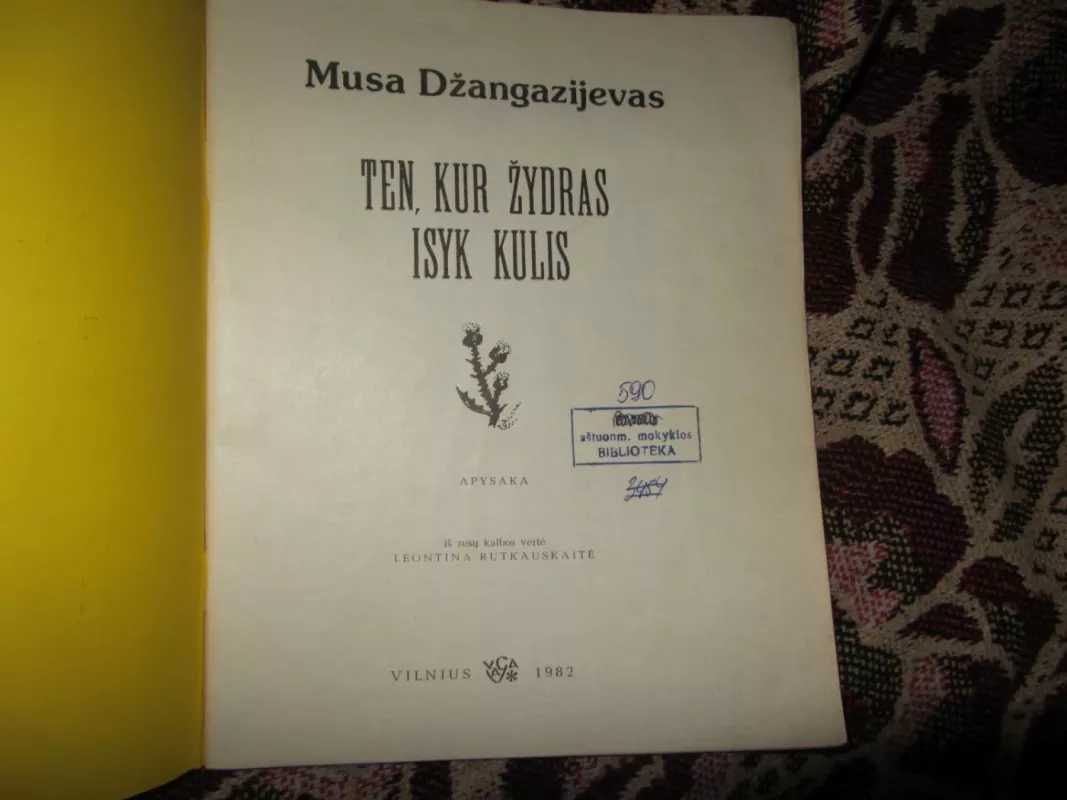 Musa Džangazijevas
TEN, KUR ŽYDRAS
ISYK KULIS
590
aštuonm. mokyklos
BIBLIOTEKA
APYSAKA
Iš rusų kalbos vertė
LEONTINA RUTKAUSKAITĖ
VILNIUS VAGA 1982